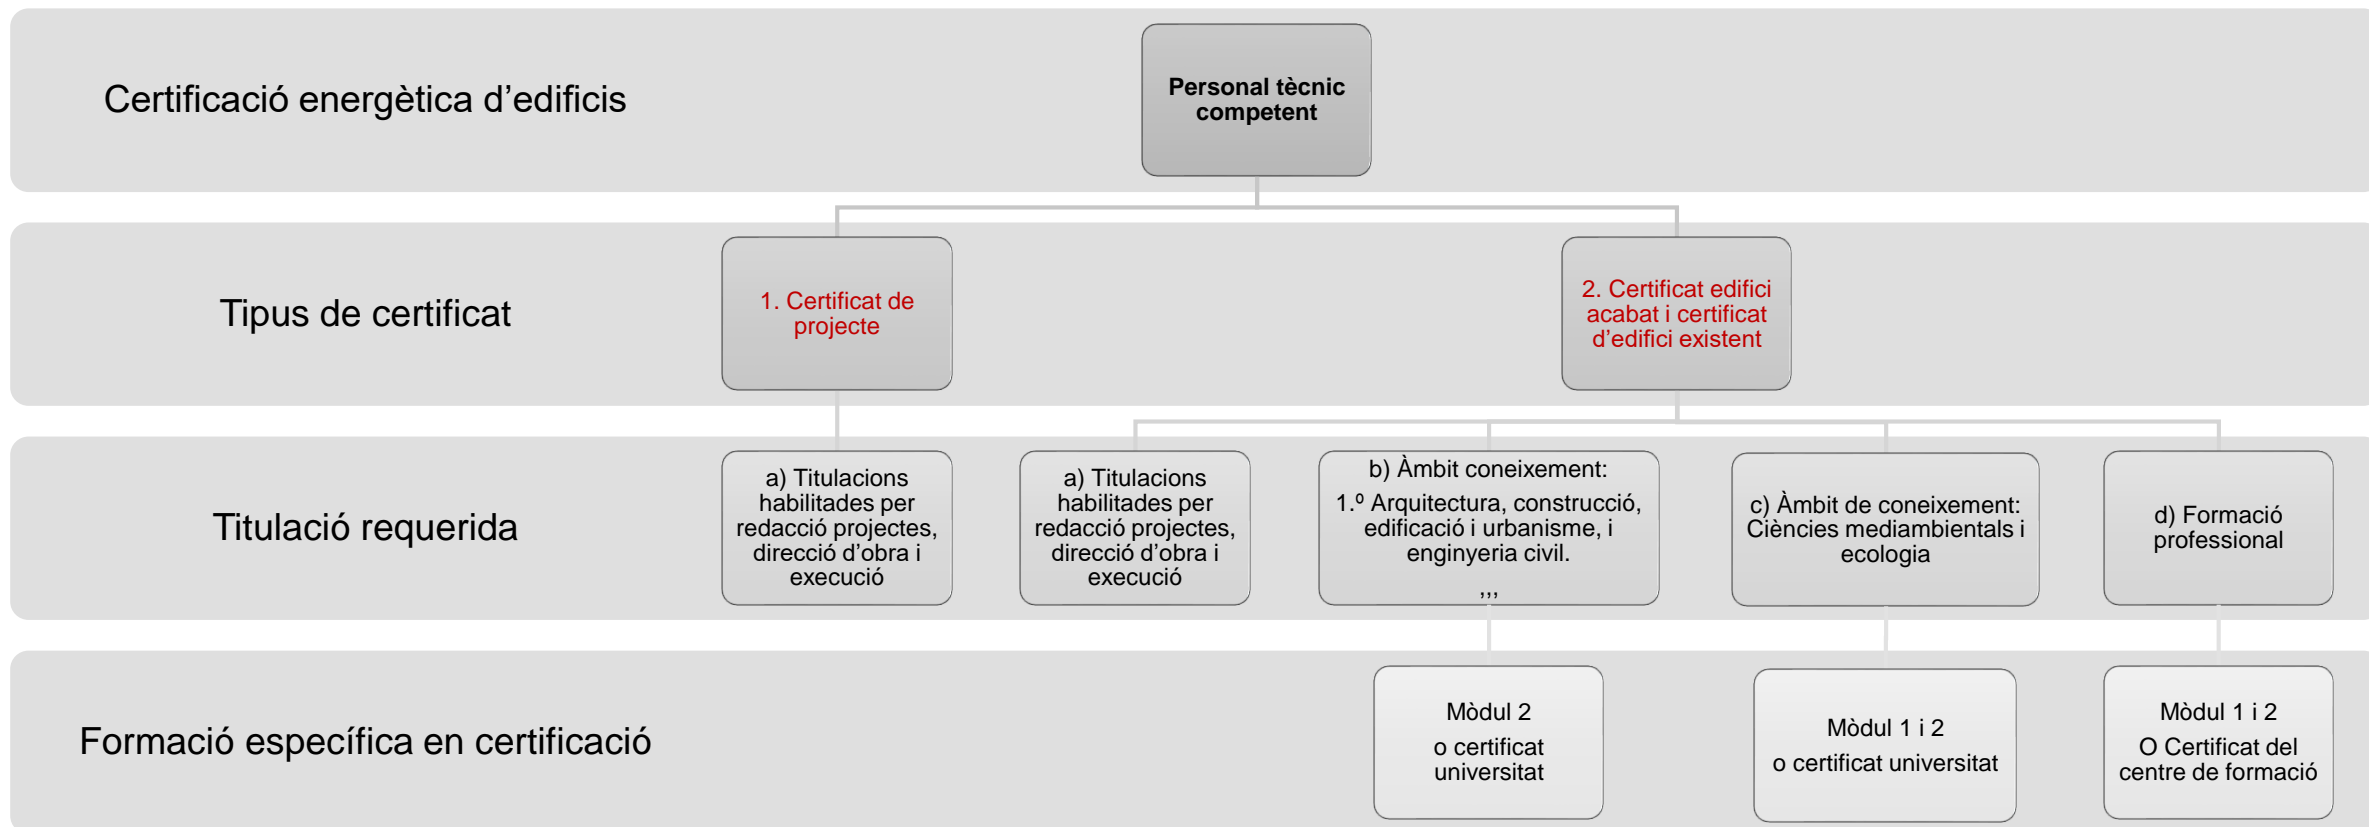 Certificació energètica d’edificis
Personal tècnic
competent
Tipus de certificat
1. Certificat de
projecte
2. Certificat edifici
acabat i certificat
d’edifici existent
Titulació requerida
a) Titulacions
habilitades per
redacció projectes,
direcció d’obra i
execució
a) Titulacions
habilitades per
redacció projectes,
direcció d’obra i
execució
b) Àmbit coneixement:
1.º Arquitectura, construcció,
edificació i urbanisme, i
enginyeria civil.
,,,
c) Àmbit de coneixement:
Ciències mediambientals i
ecologia
d) Formació
professional
Formació específica en certificació
Mòdul 2
o certificat
universitat
Mòdul 1 i 2
o certificat universitat
Mòdul 1 i 2
O Certificat del
centre de formació